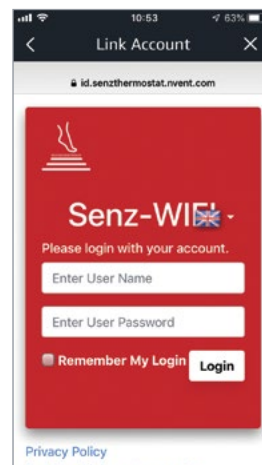 10:53
63%
Link Account
id.senzthermostat.nvent.com
Senz-WIFI
Please login with your account.
Enter User Name
Enter User Password
Remember My Login
Login
Privacy Policy